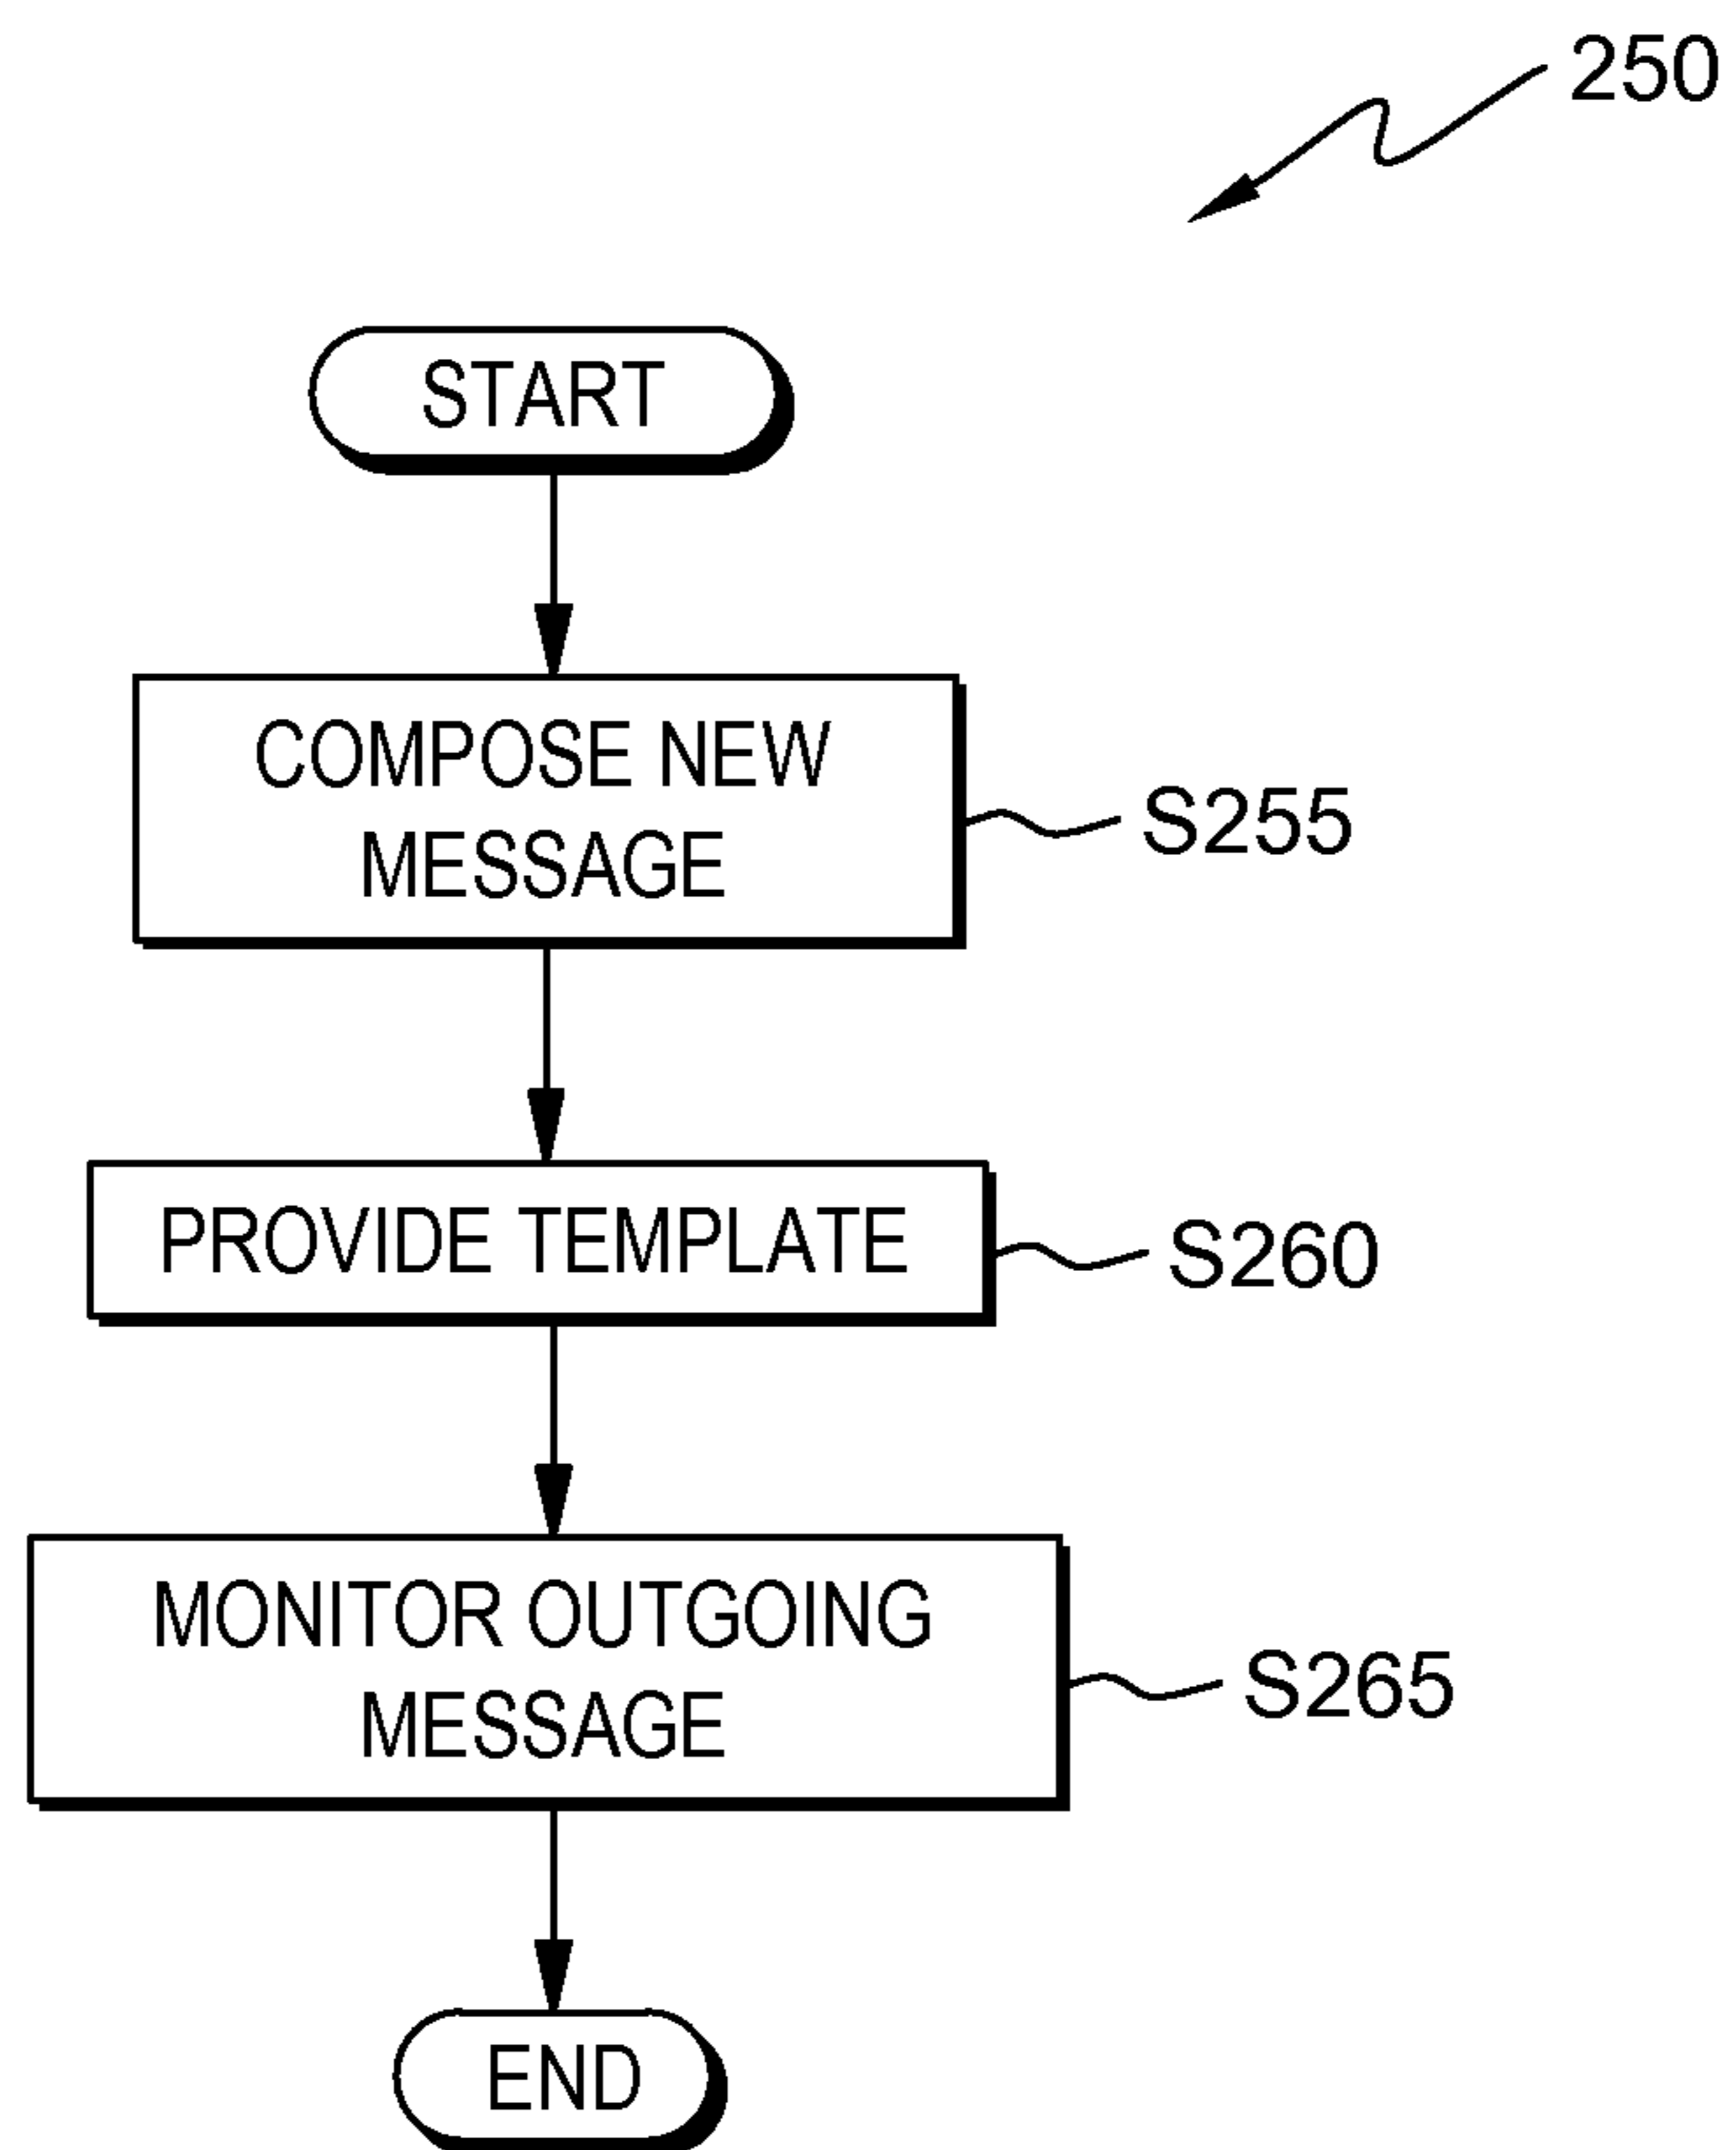 250
START
COMPOSE NEW
MESSAGE
S255
PROVIDE TEMPLATE
S260
MONITOR OUTGOING
MESSAGE
S265
END